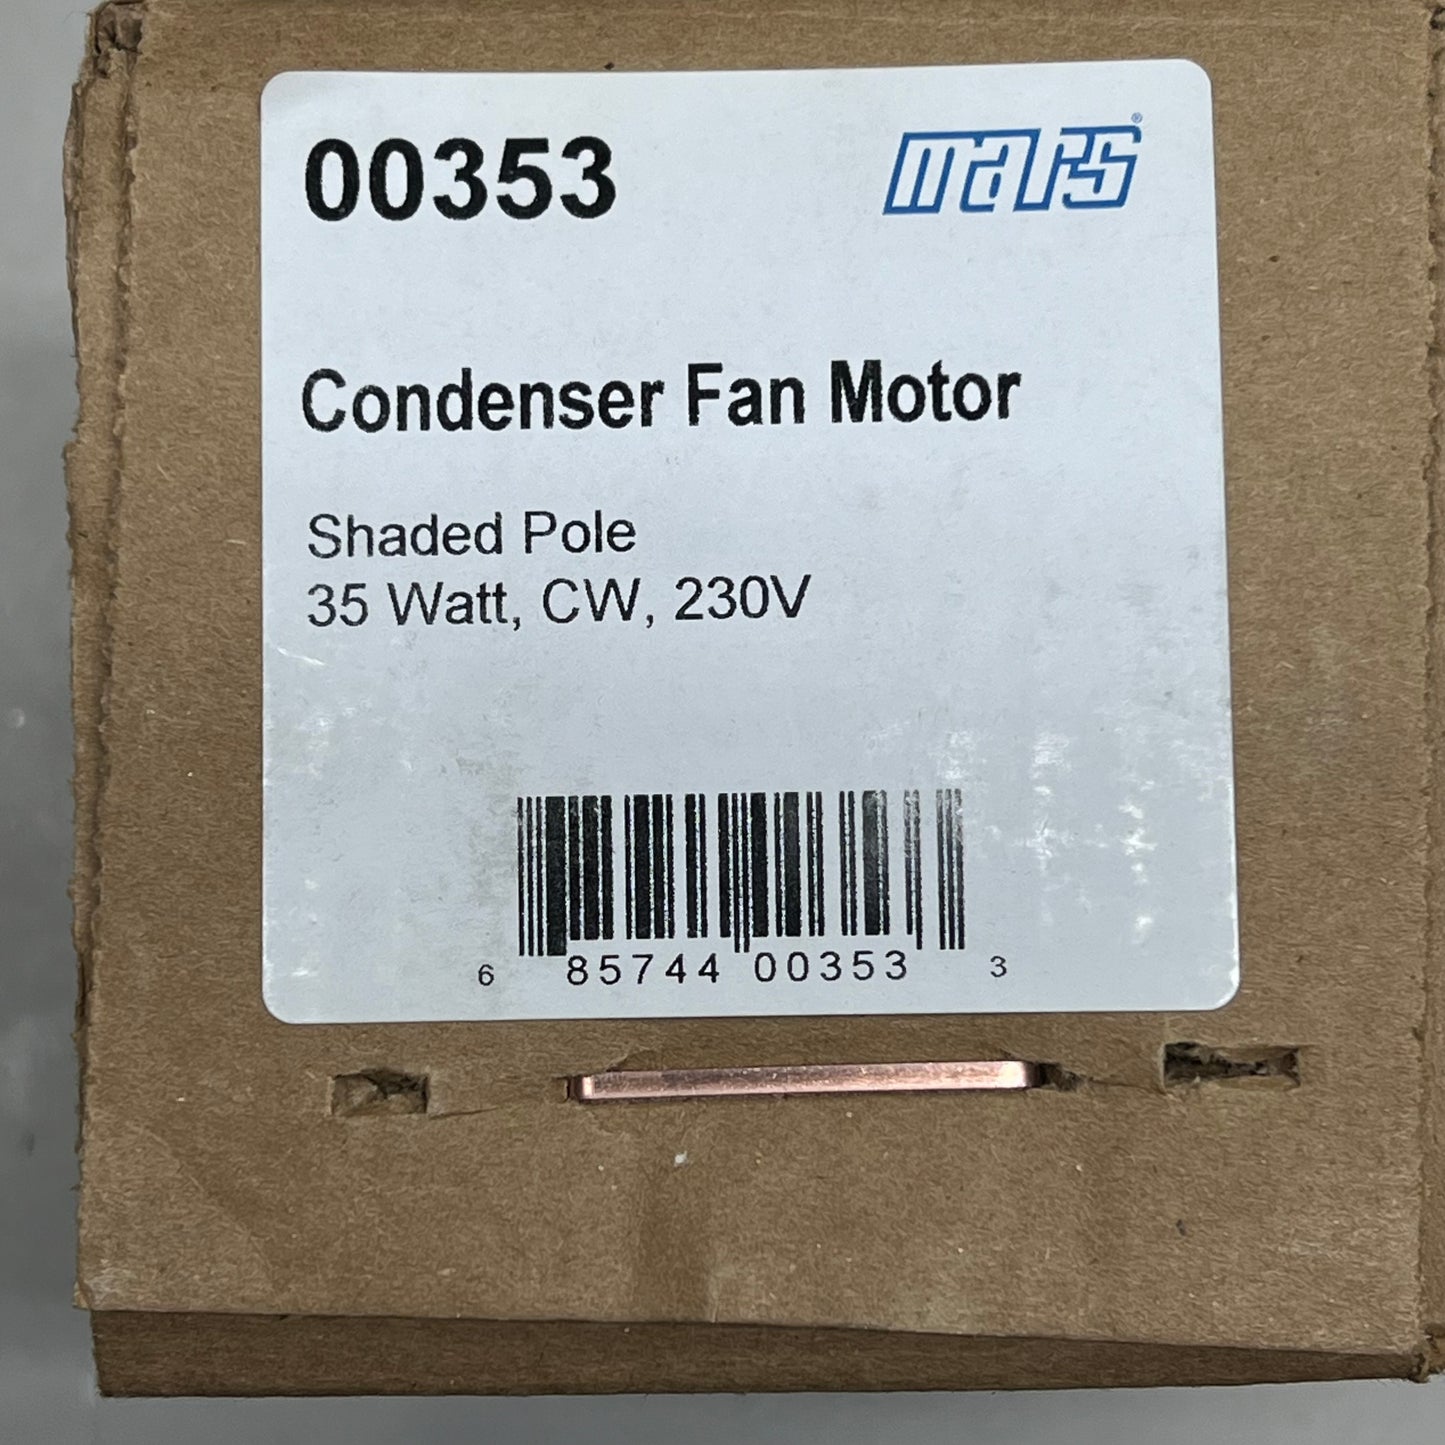 00353
mars®
Condenser Fan Motor
Shaded Pole
35 Watt, CW, 230V
6 85744 00353 3